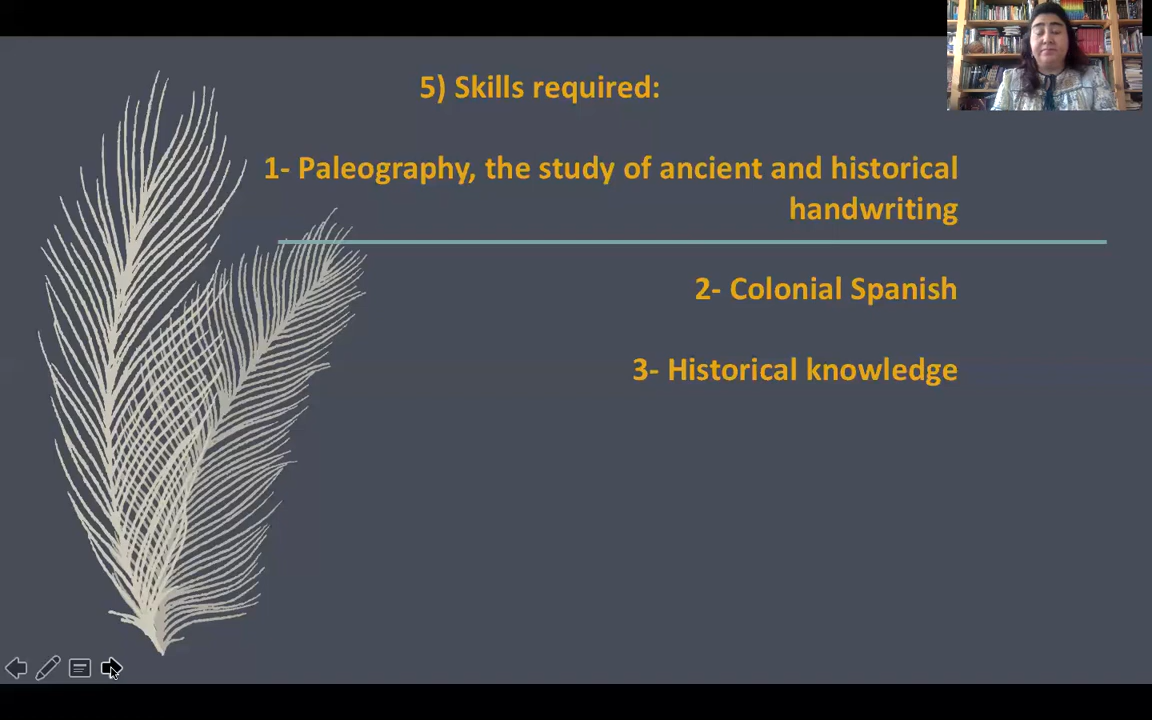 5) Skills required:
1- Paleography, the study of ancient and historical
handwriting
2- Colonial Spanish
3- Historical knowledge